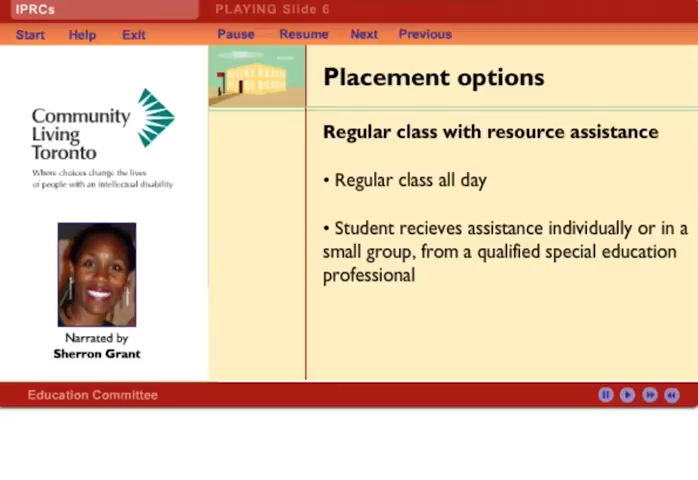 IPRCs
PLAYING Slide 6
Start Help Exit
Pause Resume Next Previous
Community
Living
Toronto
Where choices change the lives
of people with an intellectual disability
Narrated by
Sherron Grant
Placement options
Regular class with resource assistance
• Regular class all day
• Student recieves assistance individually or in a
small group, from a qualified special education
professional
Education Committee